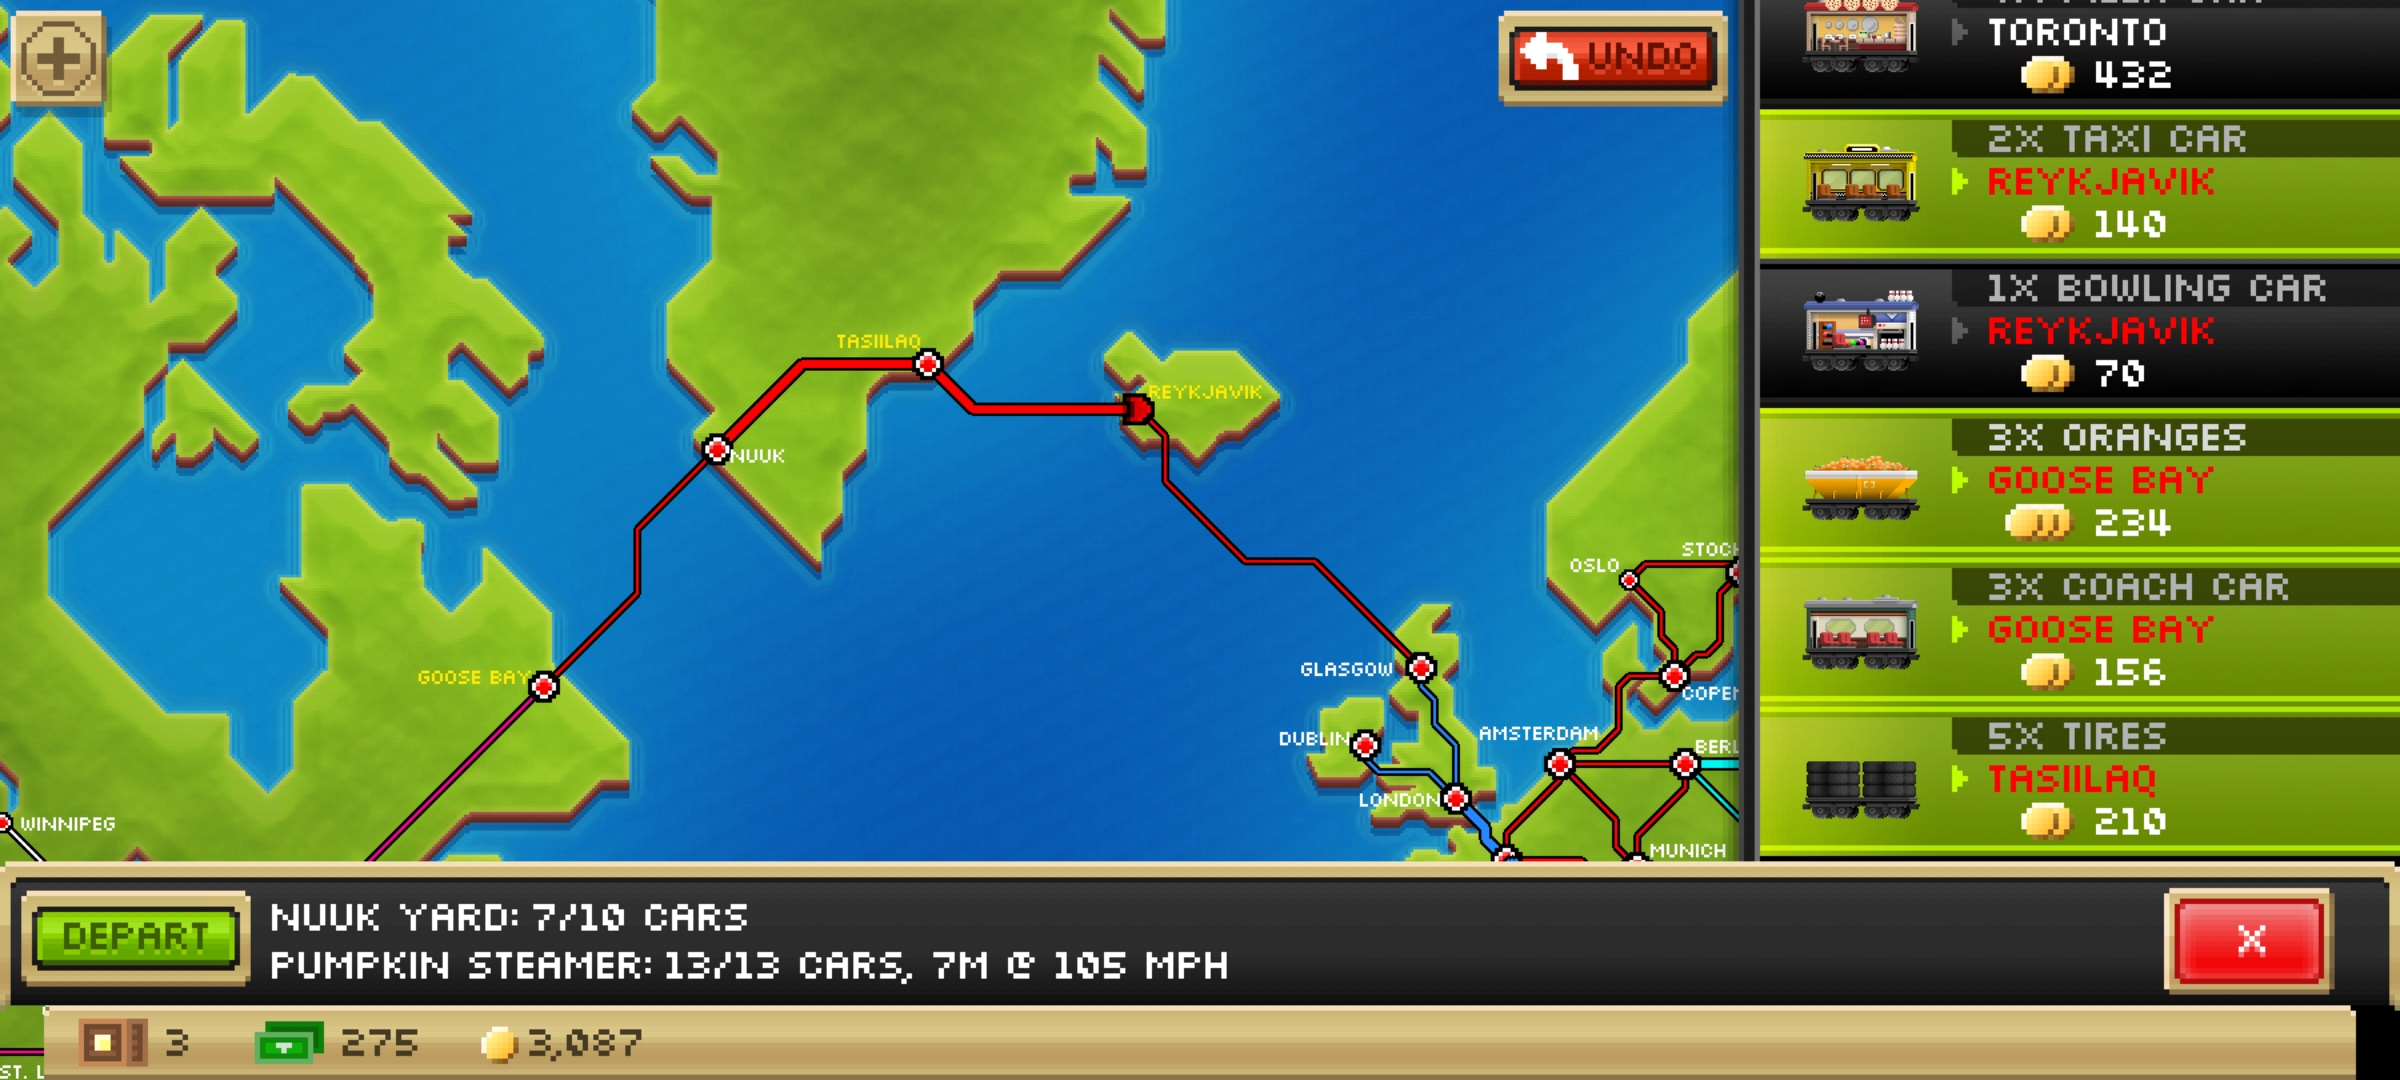 UNDO
TORONTO
432
2X TAXI CAR
REYKJAVIK
140
1X BOWLING CAR
REYKJAVIK
70
3X ORANGES
GOOSE BAY
234
3X COACH CAR
GOOSE BAY
156
5X TIRES
TASIILAQ
210
TASIILAQ
REYKJAVIK
NUUK
OSLO
GLASGOW
GOOSE BAY
DUBLIN
AMSTERDAM
LONDON
WINNIPEG
MUNICH
DEPART
NUUK YARD: 7/10 CARS
PUMPKIN STEAMER: 13/13 CARS, 7M @ 105 MPH
X
3
275
3,087